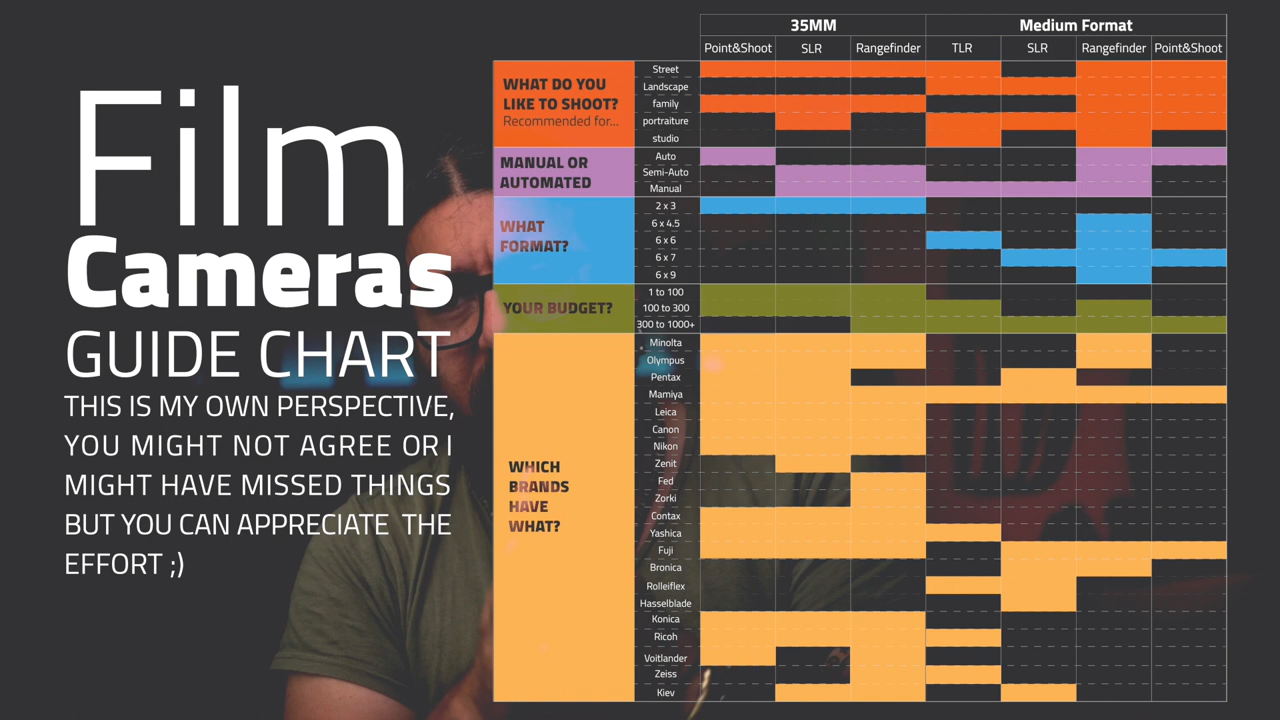 Film
Cameras
GUIDE CHART
THIS IS MY OWN PERSPECTIVE,
YOU MIGHT NOT AGREE OR I
MIGHT HAVE MISSED THINGS
BUT YOU CAN APPRECIATE THE
EFFORT ;)
35MM Medium Format
Point&Shoot SLR Rangefinder TLR SLR Rangefinder Point&Shoot
WHAT DO YOU
LIKE TO SHOOT?
Recommended for...
Street
Landscape
family
portraiture
studio
MANUAL OR
AUTOMATED
Auto
Semi-Auto
Manual
WHAT
FORMAT?
2 x 3
6 x 4.5
6 x 6
6 x 7
6 x 9
YOUR BUDGET?
1 to 100
100 to 300
300 to 1000+
WHICH
BRANDS
HAVE
WHAT?
Minolta
Olympus
Pentax
Mamiya
Leica
Canon
Nikon
Zenit
Fed
Zorki
Contax
Yashica
Fuji
Bronica
Rolleiflex
Hasselblade
Konica
Ricoh
Voitlander
Zeiss
Kiev